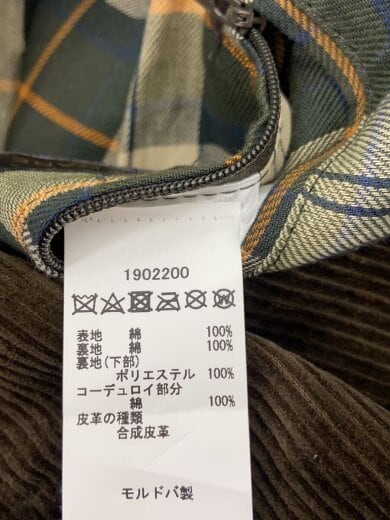 1902200
表地 綿 100%
裏地 綿 100%
裏地(下部)
ポリエステル 100%
コーデュロイ部分
綿 100%
皮革の種類
合成皮革
モルドバ製